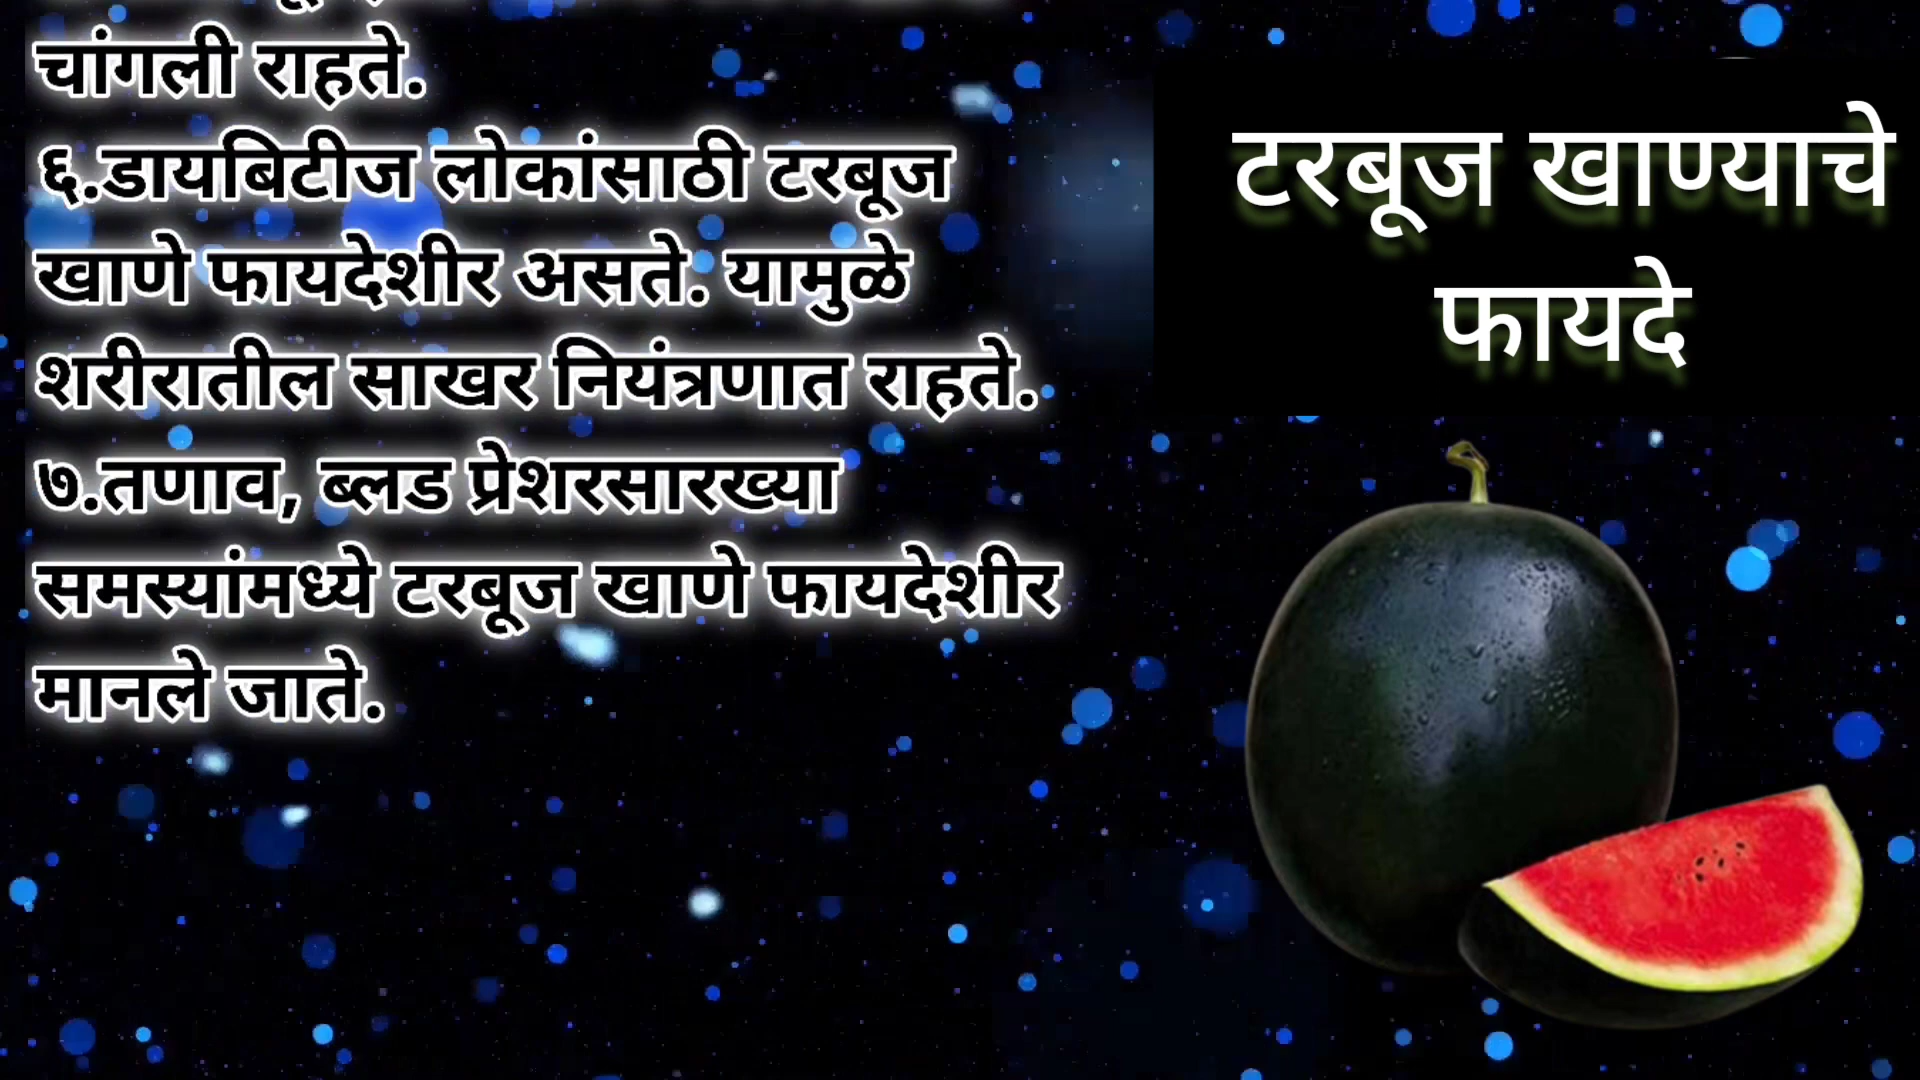 चांगली राहते.
६.डायबिटीज लोकांसाठी टरबूज
खाणे फायदेशीर असते. यामुळे
शरीरातील साखर नियंत्रणात राहते.
७.तणाव, ब्लड प्रेशरसारख्या
समस्यांमध्ये टरबूज खाणे फायदेशीर
मानले जाते.
टरबूज खाण्याचे
फायदे